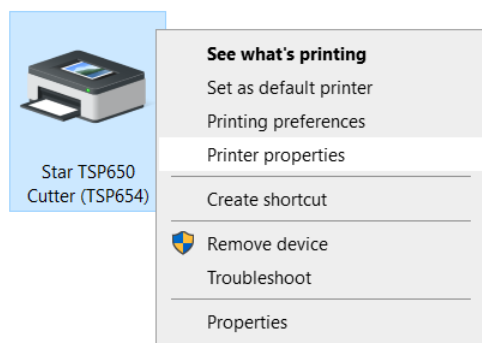 Star TSP650
Cutter (TSP654)
See what's printing
Set as default printer
Printing preferences
Printer properties
Create shortcut
Remove device
Troubleshoot
Properties